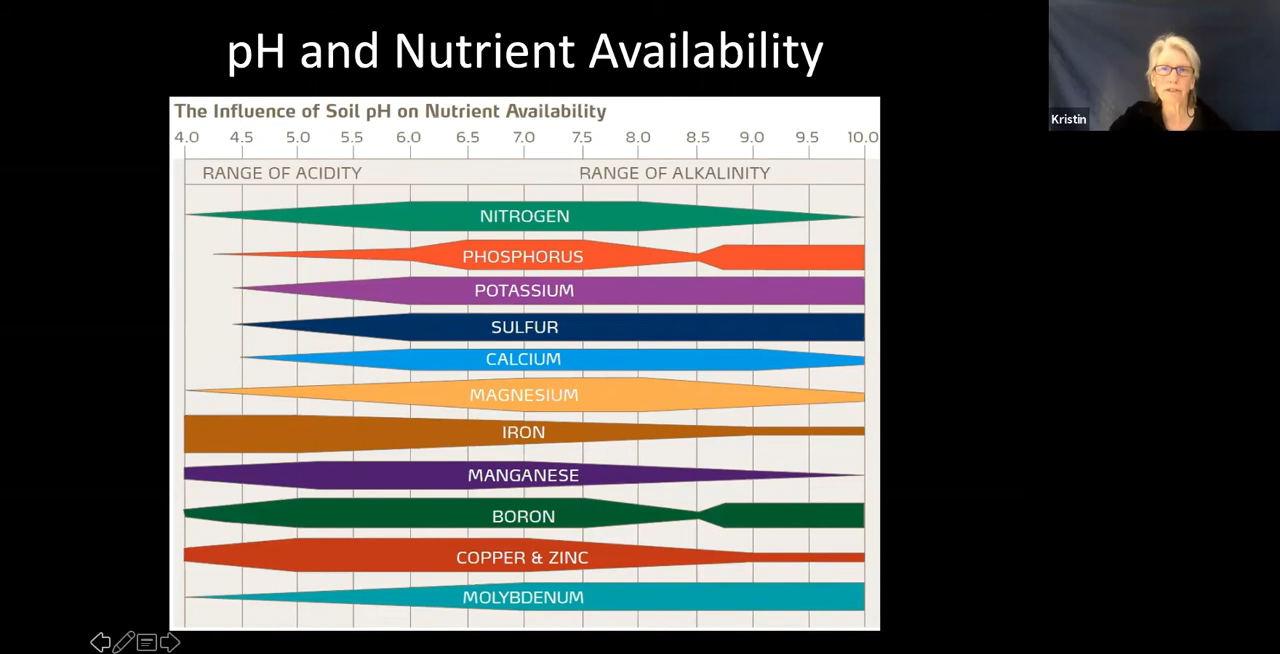 pH and Nutrient Availability
Kristin
The Influence of Soil pH on Nutrient Availability
4.0 4.5 5.0 5.5 6.0 6.5 7.0 7.5 8.0 8.5 9.0 9.5 10.0
RANGE OF ACIDITY RANGE OF ALKALINITY
NITROGEN
PHOSPHORUS
POTASSIUM
SULFUR
CALCIUM
MAGNESIUM
IRON
MANGANESE
BORON
COPPER & ZINC
MOLYBDENUM